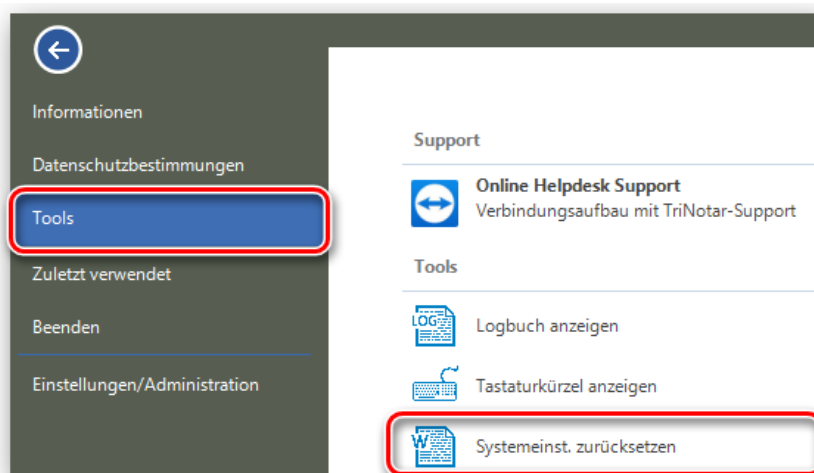 Informationen
Datenschutzbestimmungen
Tools
Zuletzt verwendet
Beenden
Einstellungen/Administration
Support
Online Helpdesk Support
Verbindungsaufbau mit TriNotar-Support
Tools
LOG
Logbuch anzeigen
Tastaturkürzel anzeigen
W
Systemeinst. zurücksetzen